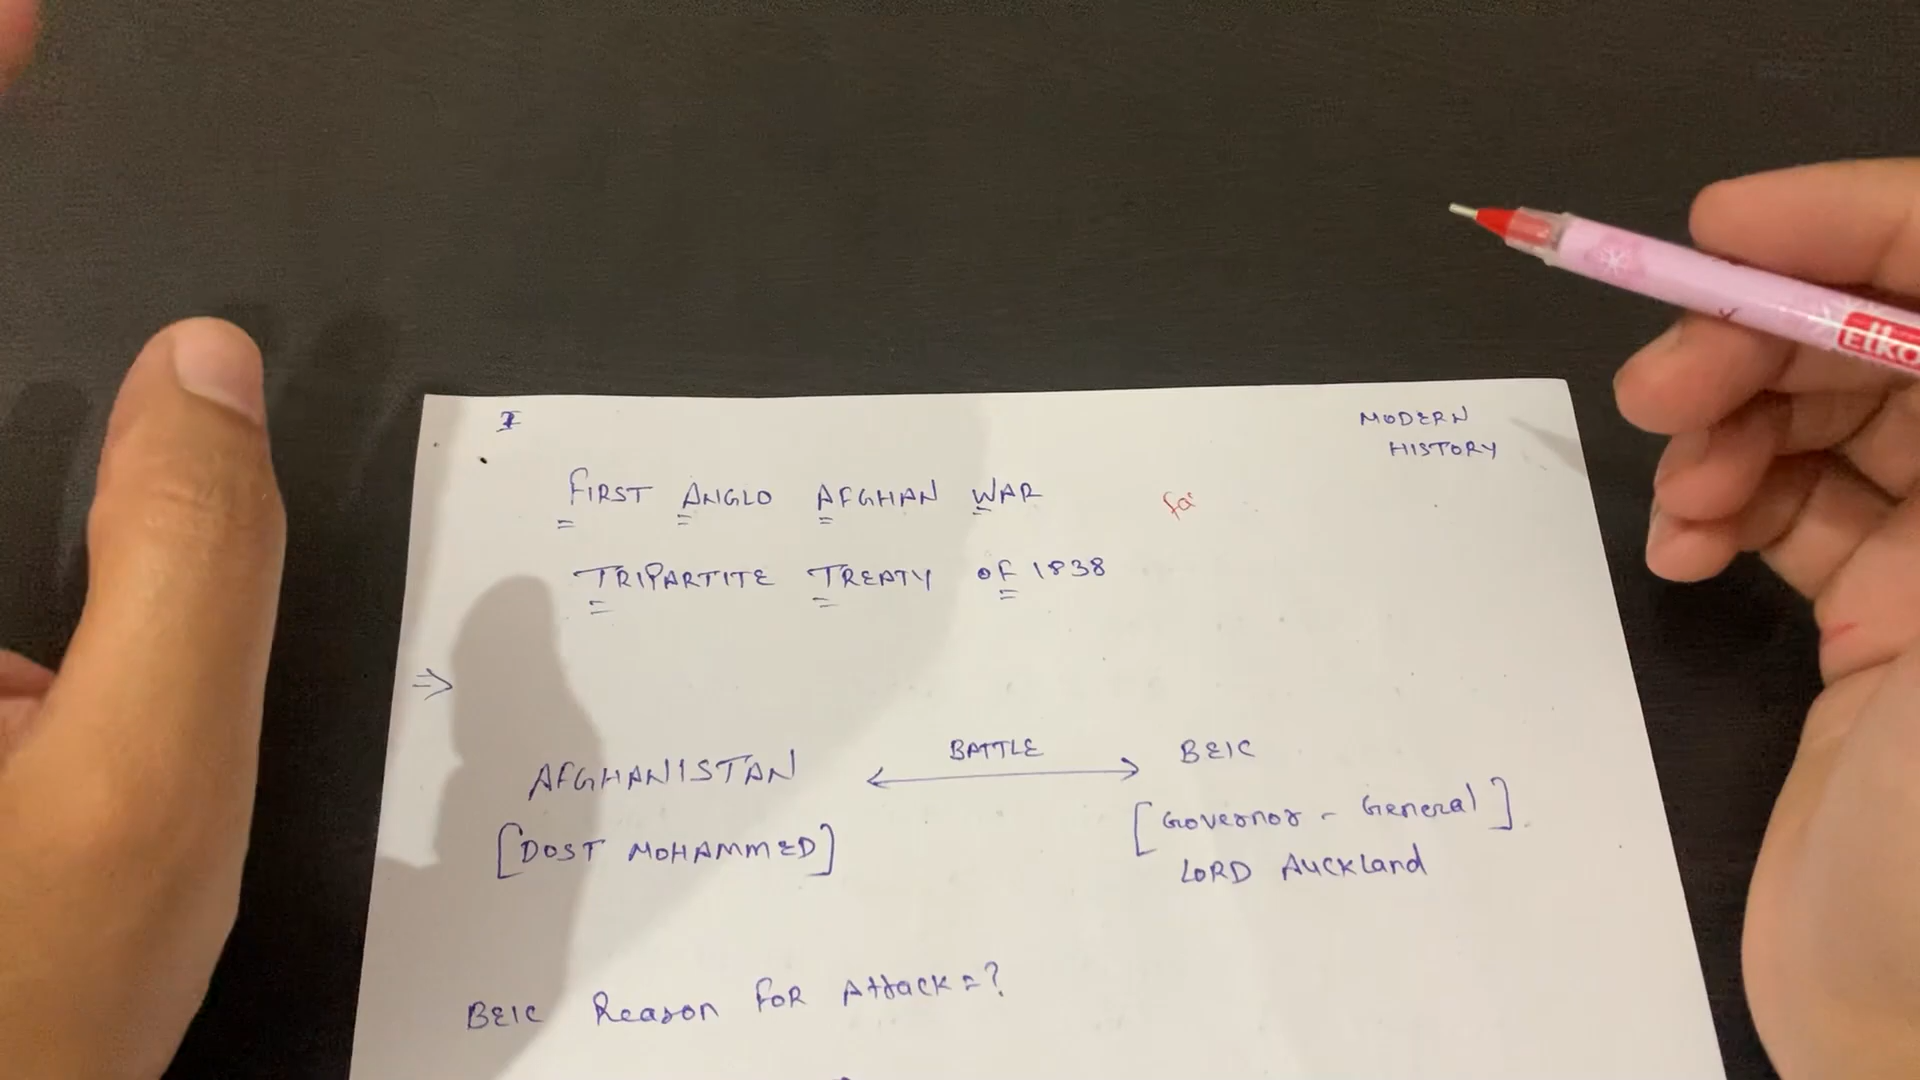 I
MODERN
HISTORY
FIRST ANGLO AFGHAN WAR
TRIPARTITE TREATY OF 1838
⇒
BATTLE
AFGHANISTAN ↔ BEIC
[DOST MOHAMMED]
[Governor - General]
LORD AUCKLand
BEIC Reason FOR Attack = ?
Elko